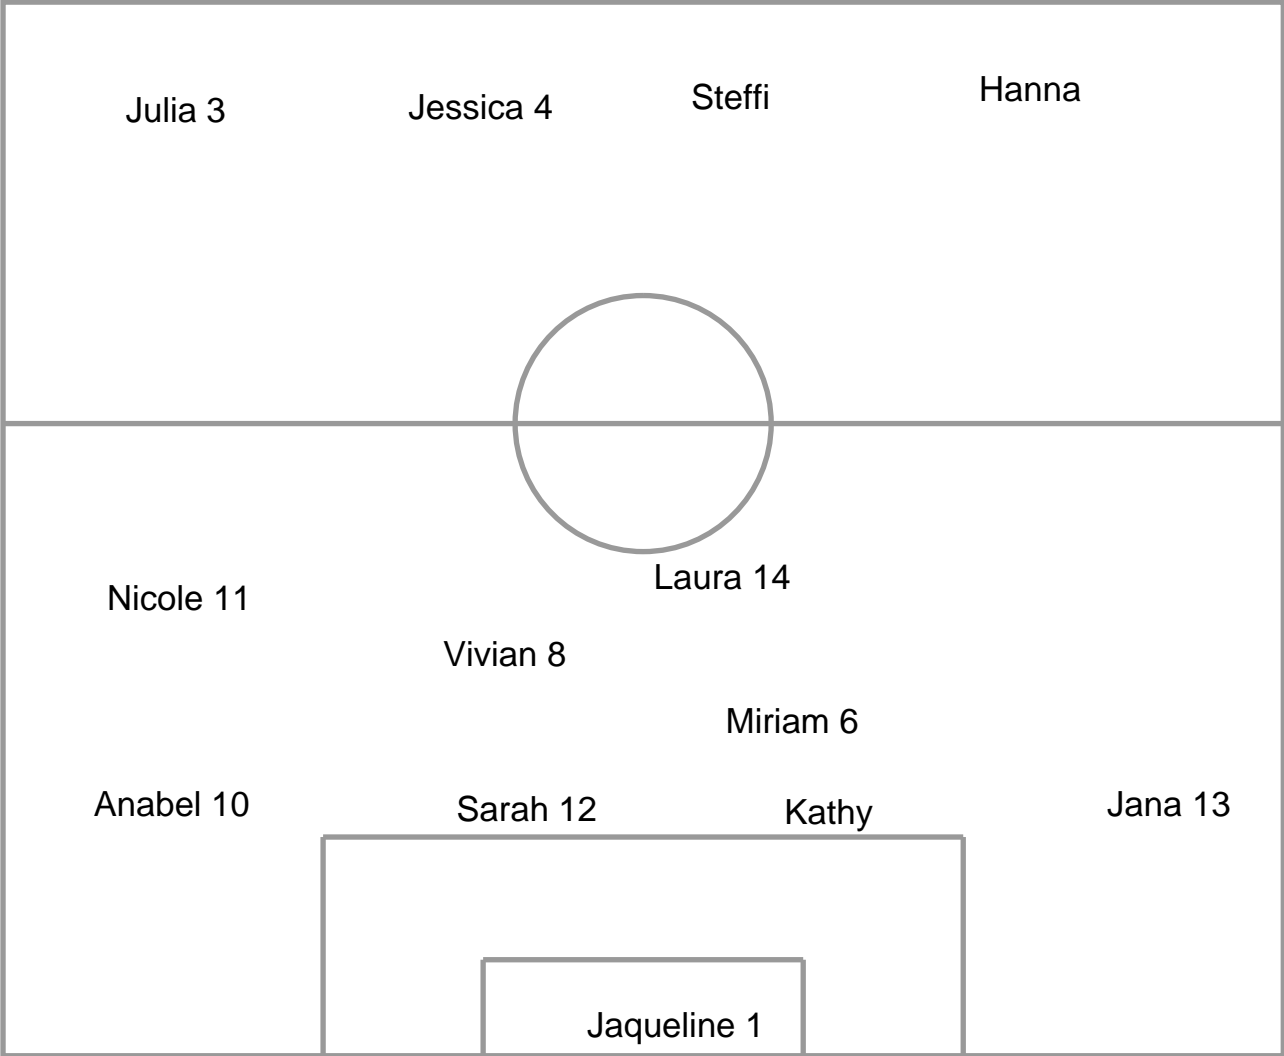 Julia 3
Jessica 4
Steffi
Hanna
Laura 14
Nicole 11
Vivian 8
Miriam 6
Anabel 10
Sarah 12
Kathy
Jana 13
Jaqueline 1